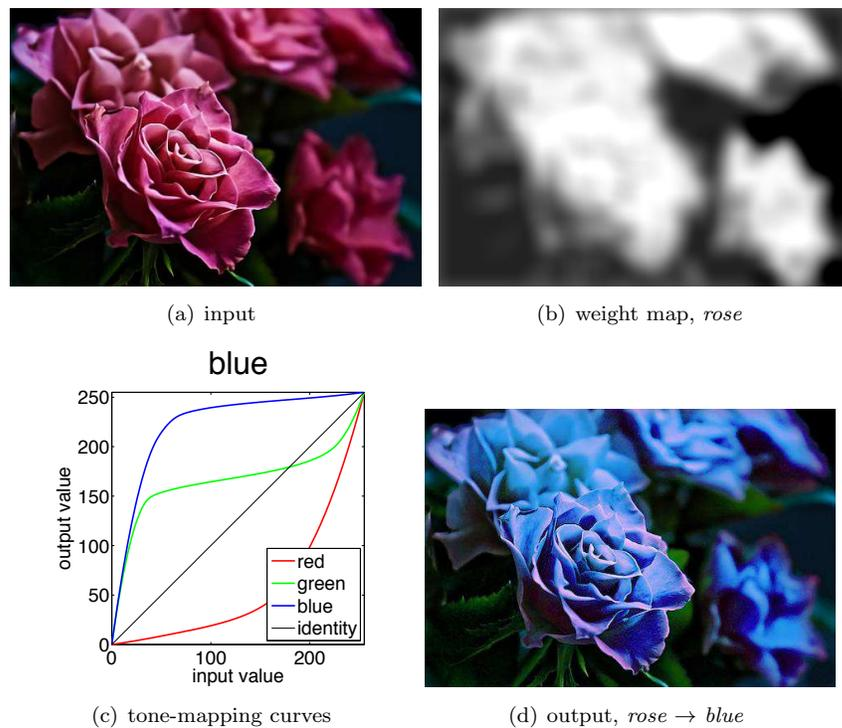 (a) input
(b) weight map, rose
blue
250
200
150
100
50
0
output value
red
green
blue
identity
0
100
200
input value
(c) tone-mapping curves
(d) output, rose → blue